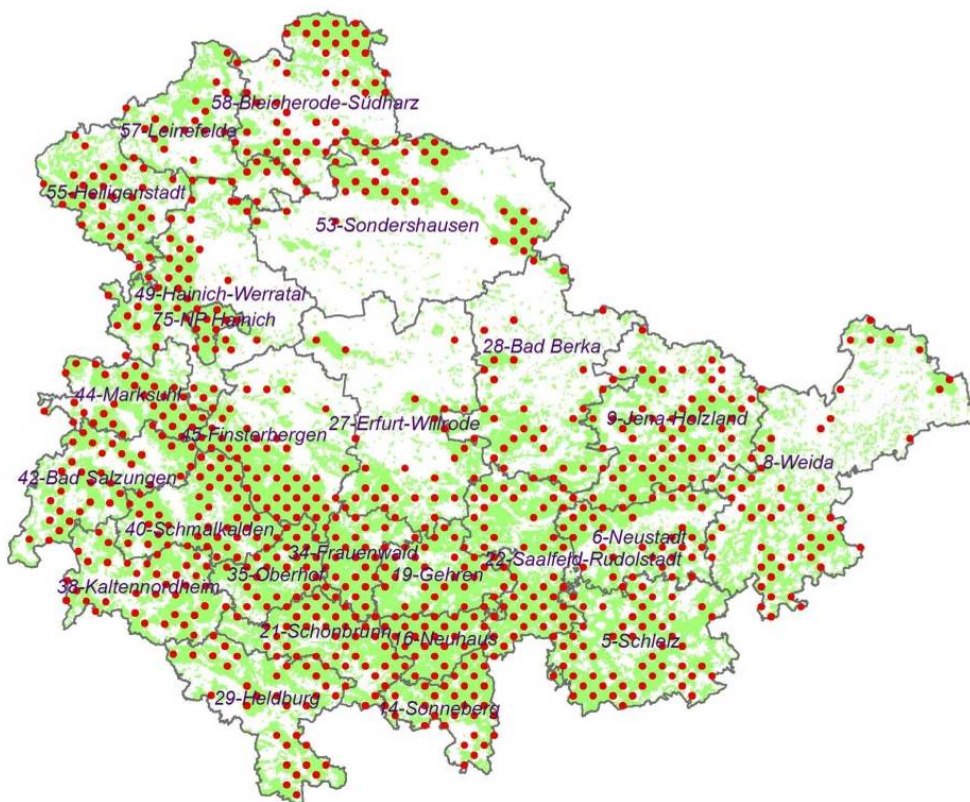 58-Bleicherode-Südharz
57-Leinefelde
55-Heiligenstadt
53-Sondershausen
49-Hainich-Werratal
75-NP Hainich
28-Bad Berka
44-Marksuhl
9-Jena-Holzland
27-Erfurt-Willrode
45-Finsterbergen
8-Weida
42-Bad Salzungen
40-Schmalkalden
6-Neustadt
34-Frauenwald
22-Saalfeld-Rudolstadt
35-Oberhof
19-Gehren
38-Kaltennordheim
21-Schönbrunn
16-Neuhaus
5-Schleiz
29-Heldburg
14-Sonneberg